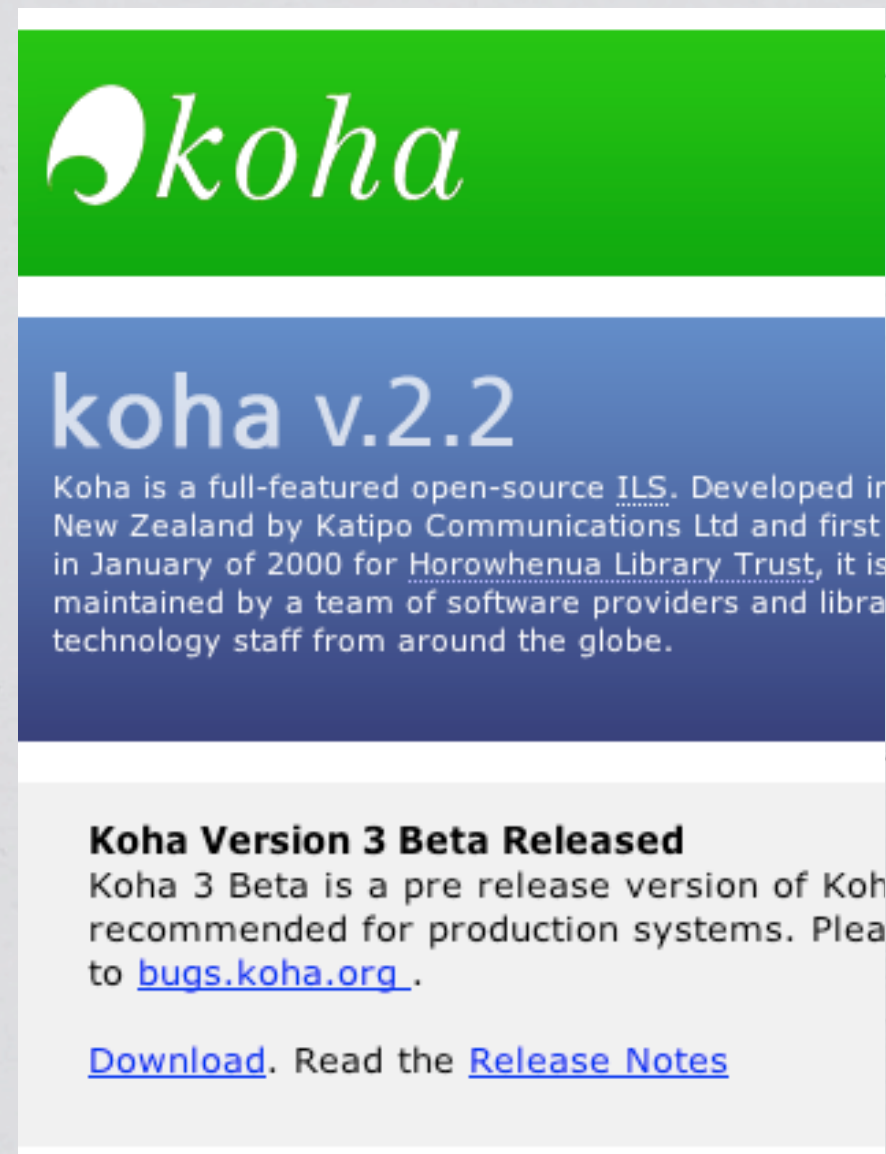 koha
koha v.2.2
Koha is a full-featured open-source ILS. Developed in
New Zealand by Katipo Communications Ltd and first
in January of 2000 for Horowhenua Library Trust, it is
maintained by a team of software providers and libra
technology staff from around the globe.
Koha Version 3 Beta Released
Koha 3 Beta is a pre release version of Koh
recommended for production systems. Plea
to bugs.koha.org .
Download. Read the Release Notes